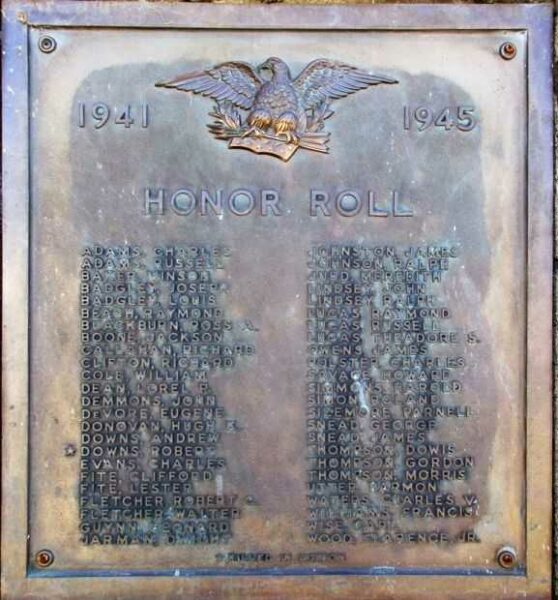 1941
1945
HONOR ROLL
ADAMS, CHARLES
ADAMS, RUSSELL
BAKER, VINSON
BADGLEY, JOSEPH
BADGLEY, LOUIS
BEACH, RAYMOND
BLACKBURN, ROSS A.
BOONE, JACKSON
RICHARD
CLIFTON, RICHARD
COLE, WILLIAM
DEAN,
DEMMONS, JOHN
DEVORE, EUGENE
DONOVAN, HUGH
DOWNS, ANDREW
DOWNS, ROBERT
EVANS, CHARLES
FITE, CLIFFORD
FITE, LESTER
FLETCHER, ROBERT
FLETCHER, WALTER
GUYNN, LEONARD
JARMAN, DWIGHT
JOHNSTON, JAMES
JOHNSON, RALPH
MEREDITH
LINDSEY, JOHN
LINDSEY, RALPH
LUCAS, RAYMOND
LUCAS, RUSSELL
LUCAS, THEADORE S.
OWENS, JAMES
CHARLES
SAVAGE, HOWARD
SIMMONS, HAROLD
SIZEMORE, PARNELL
SNEAD, GEORGE
SNEAD, JAMES
THOMPSON, DOWIS
THOMPSON, GORDON
THOMPSON, MORRIS
WATERS, CHARLES V.
WILLIAMS, FRANCIS
WISE, CARL
WOOD, CLARENCE, JR.
KILLED IN ACTION